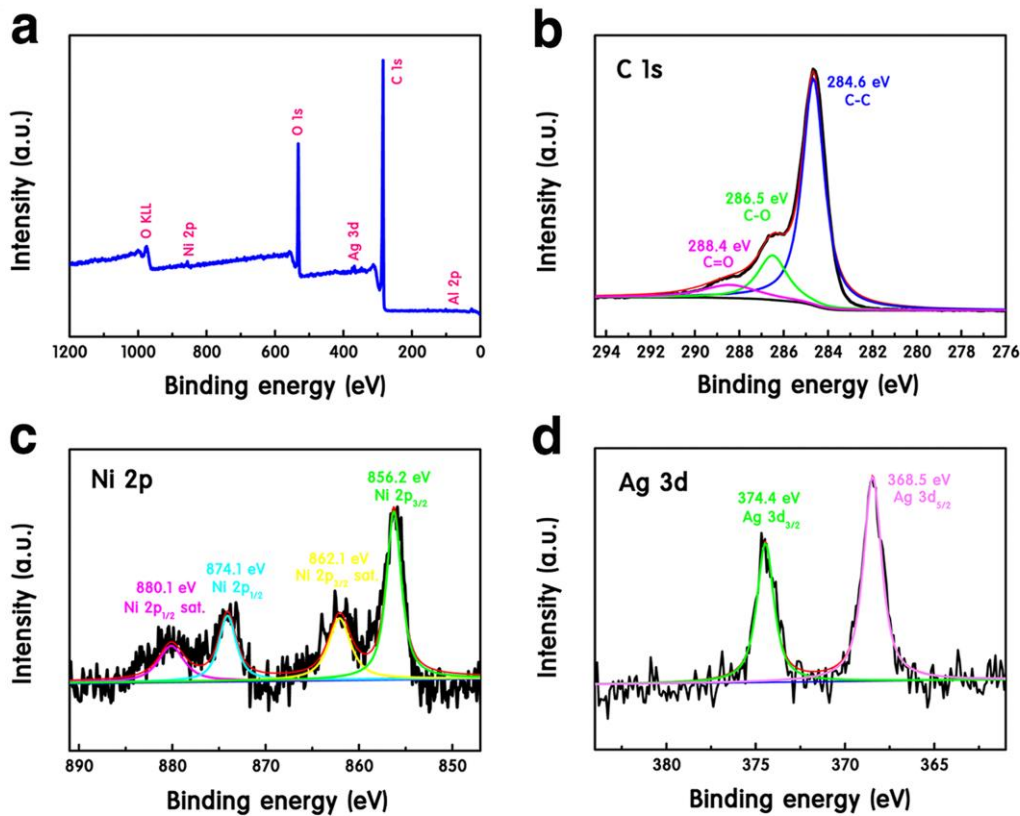 a
Intensity (a.u.)
O KLL
Ni 2p
O 1s
Ag 3d
C 1s
Al 2p
1200 1000 800 600 400 200 0
Binding energy (eV)
b
Intensity (a.u.)
C 1s
284.6 eV
C-C
286.5 eV
C-O
288.4 eV
C=O
294 292 290 288 286 284 282 280 278 276
Binding energy (eV)
c
Intensity (a.u.)
Ni 2p
856.2 eV
Ni 2p3/2
862.1 eV
Ni 2p3/2 sat.
874.1 eV
Ni 2p1/2
880.1 eV
Ni 2p1/2 sat.
890 880 870 860 850
Binding energy (eV)
d
Intensity (a.u.)
Ag 3d
374.4 eV
Ag 3d3/2
368.5 eV
Ag 3d5/2
380 375 370 365
Binding energy (eV)